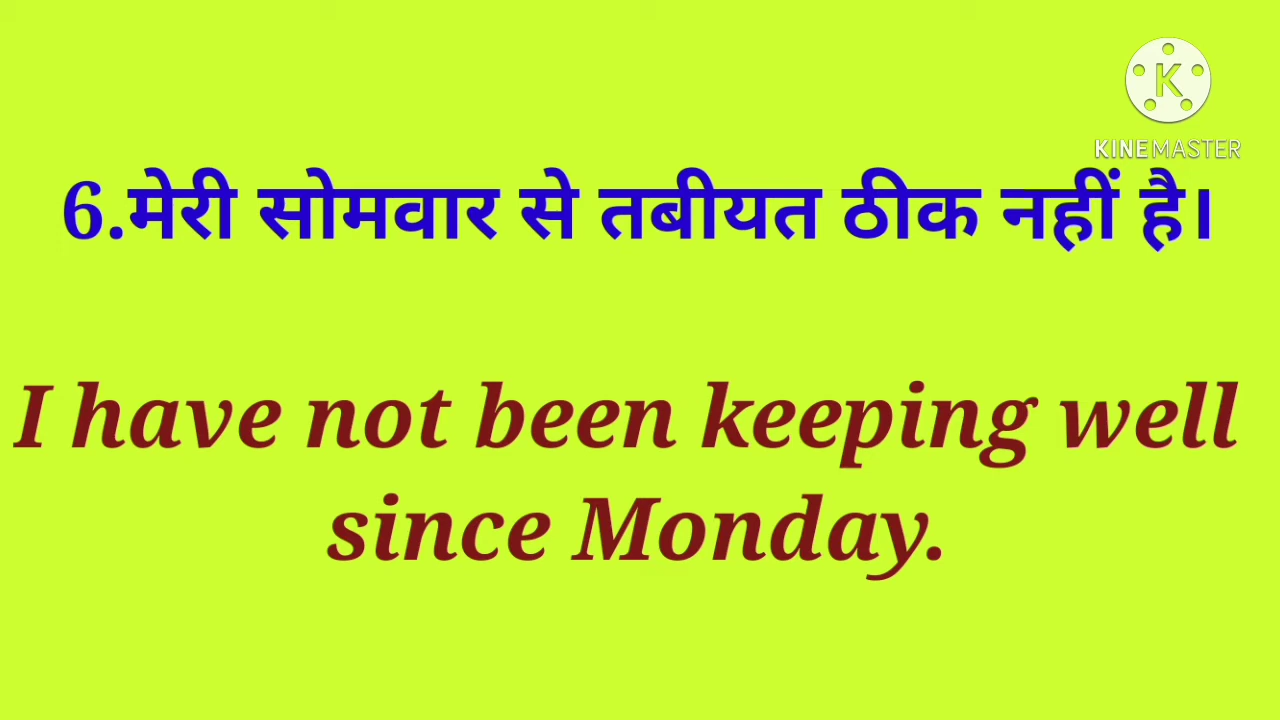 K
KINEMASTER
6.मेरी सोमवार से तबीयत ठीक नहीं है।
I have not been keeping well
since Monday.